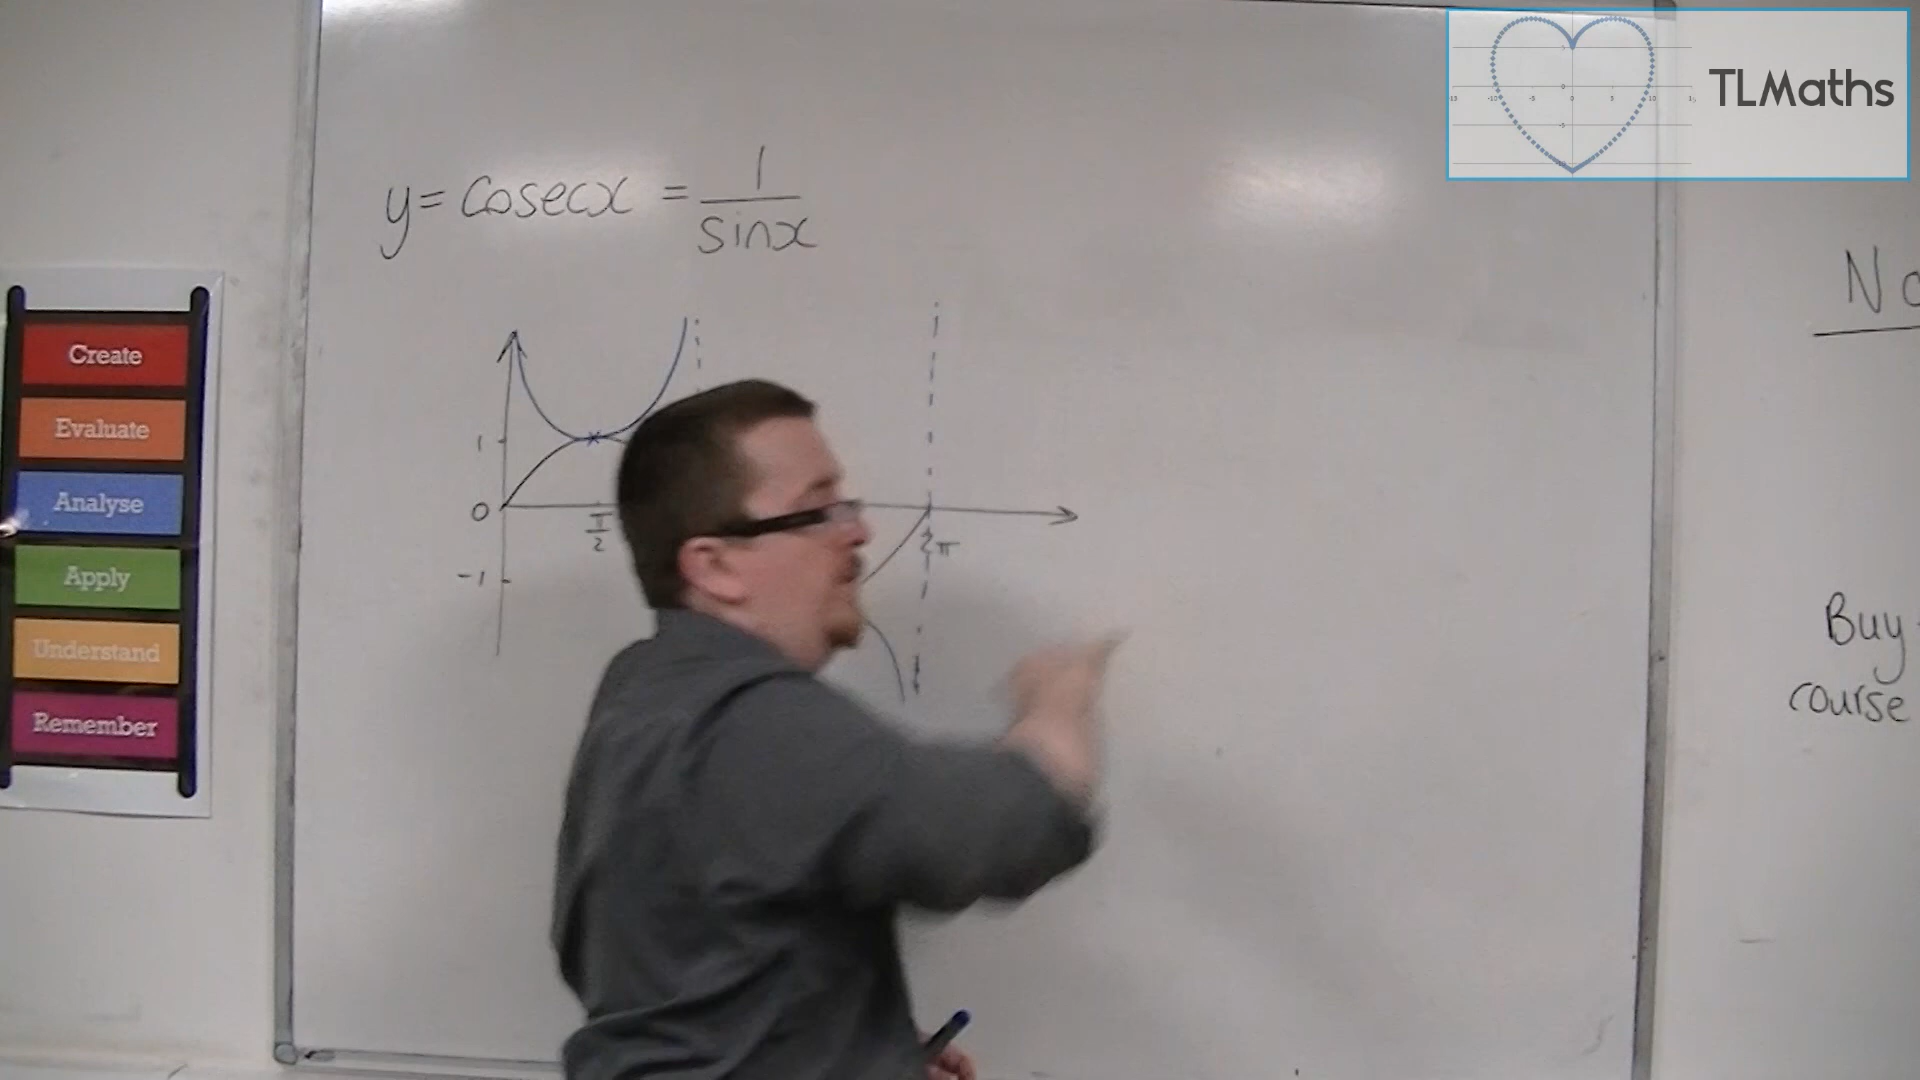 TLMaths
y = cosecx = 1/sinx
Create
Evaluate
Analyse
Apply
Understand
Remember
1
0
π/2
2π
-1
Buy
course